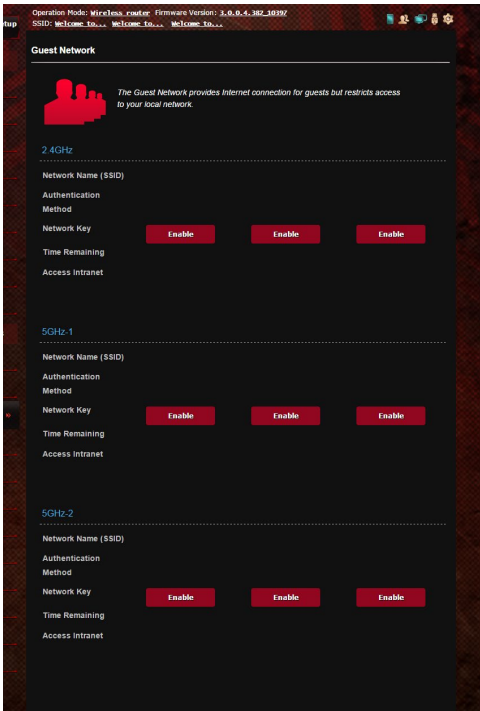 Operation Mode: Wireless router Firmware Version: 3.0.0.4.382_10397
SSID: Welcome to... Welcome to... Welcome to...
etup
Guest Network
The Guest Network provides Internet connection for guests but restricts access
to your local network.
2.4GHz
Network Name (SSID)
Authentication
Method
Network Key
Enable Enable Enable
Time Remaining
Access Intranet
5GHz-1
Network Name (SSID)
Authentication
Method
Network Key
Enable Enable Enable
Time Remaining
Access Intranet
5GHz-2
Network Name (SSID)
Authentication
Method
Network Key
Enable Enable Enable
Time Remaining
Access Intranet